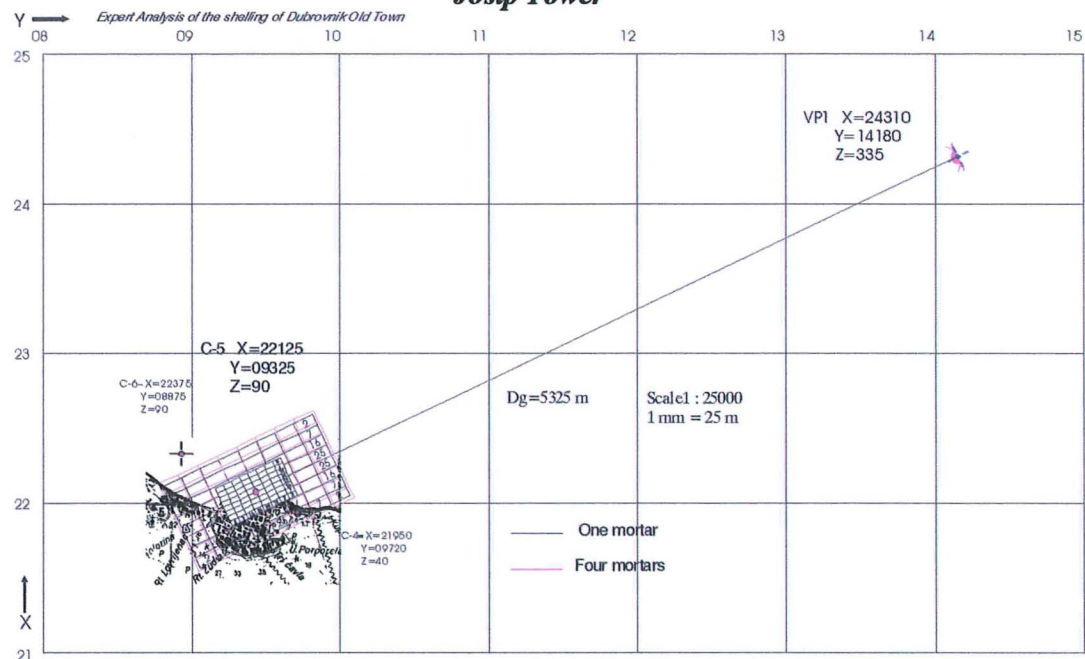 Josip Tower
Y Expert Analysis of the shelling of Dubrovnik Old Town
08 09 10 11 12 13 14 15
25
VP1 X=24310
Y=14180
Z=335
24
23
C-5 X=22125
Y=09325
Z=90
C-6- X=22375
Y=08875
Z=90
Dg=5325 m
Scale1 : 25000
1 mm = 25 m
22
C-4- X=21950
Y=09720
Z=40
One mortar
Four mortars
U. Porporela
X
21